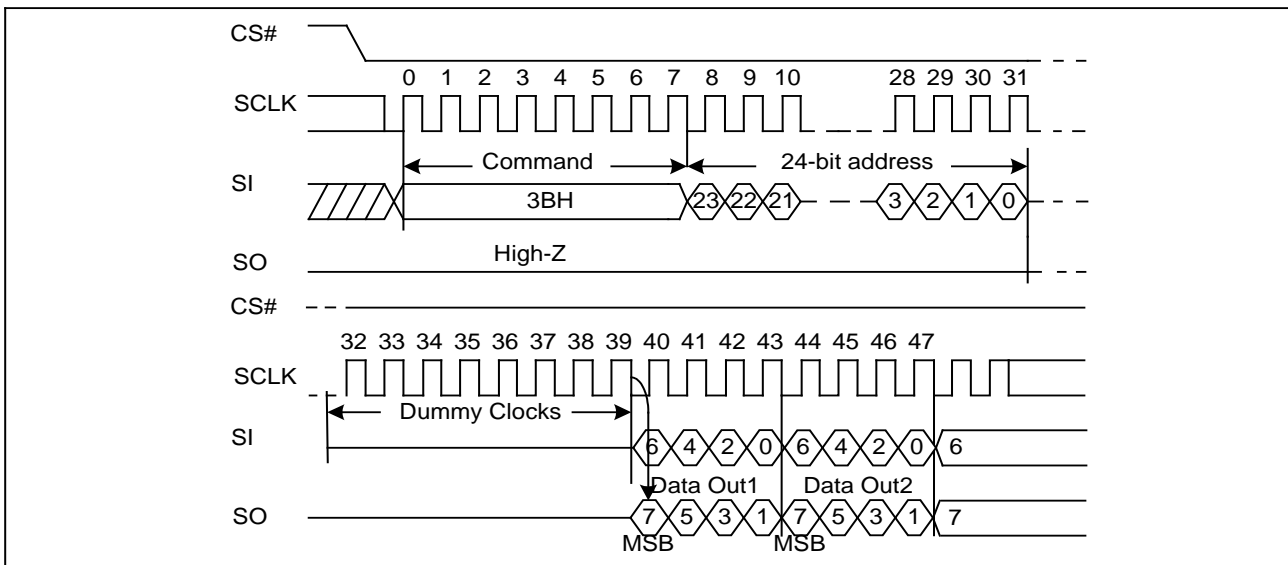 CS#
0 1 2 3 4 5 6 7 8 9 10 28 29 30 31
SCLK
Command 24-bit address
SI
3BH 23 22 21 3 2 1 0
High-Z
SO
CS#
32 33 34 35 36 37 38 39 40 41 42 43 44 45 46 47
SCLK
Dummy Clocks
SI
6 4 2 0 6 4 2 0 6
Data Out1 Data Out2
SO
7 5 3 1 7 5 3 1 7
MSB MSB